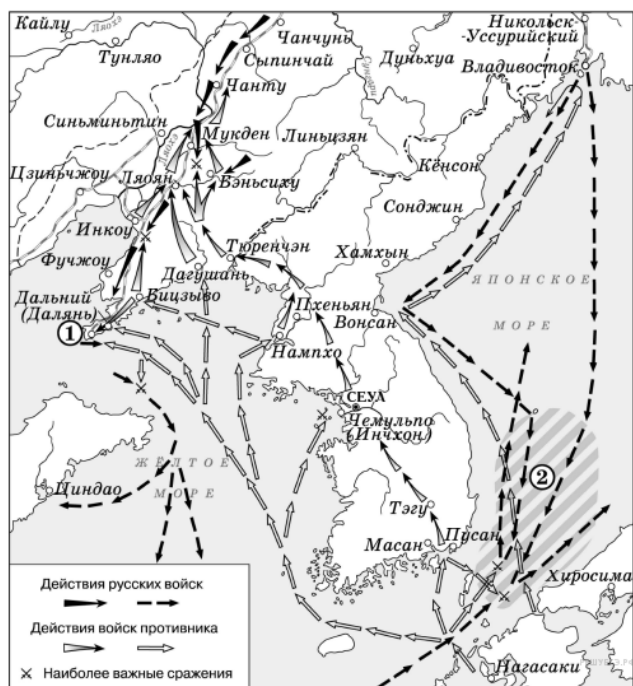 Кайлу
Ляохэ
Тунляо
Чанчунь
Сыпинчай
Сунгари
Дуньхуа
Никольск-
Уссурийский
Владивосток
Чанту
Синьминьтин
Ляохэ
Мукден
Линьцзян
Цзиньчжоу
Ляоян
Вэньсиху
Кёнсон
Сонджин
Инкоу
Тюренчэн
Хамхын
Фучжоу
Дагушань
ЯПОНСКОЕ
МОРЕ
Дальний
(Далянь)
Бицзыво
Пхеньян
Вонсан
1
Нампхо
СЕУЛ
Чемульпо
(Инчхон)
2
ЖЁЛТОЕ
МОРЕ
Циндао
Тэгу
Масан
Пусан
Хиросима
Нагасаки
Действия русских войск
Действия войск противника
Наиболее важные сражения